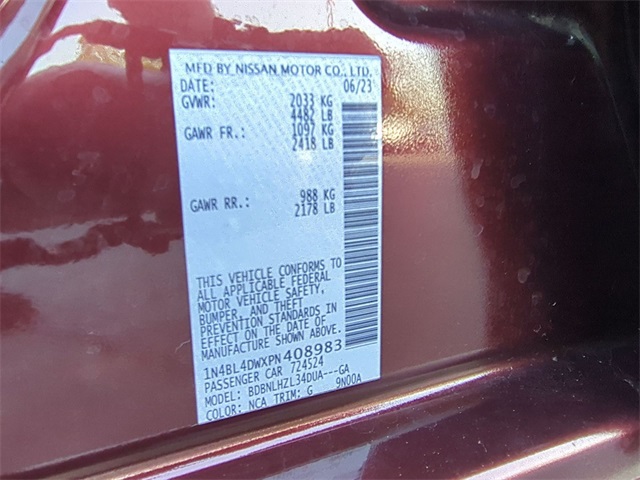 MFD BY NISSAN MOTOR CO., LTD.
DATE: 06/23
GVWR: 2033 KG
4482 LB
GAWR FR.: 1097 KG
2418 LB
GAWR RR.: 988 KG
2178 LB
THIS VEHICLE CONFORMS TO
ALL APPLICABLE FEDERAL
MOTOR VEHICLE SAFETY,
BUMPER, AND THEFT
PREVENTION STANDARDS IN
EFFECT ON THE DATE OF
MANUFACTURE SHOWN ABOVE.
1N4BL4DWXPN408983
PASSENGER CAR 724524
MODEL: BDBNLHZL34DUA---GA
COLOR: NCA TRIM: G 9N00A